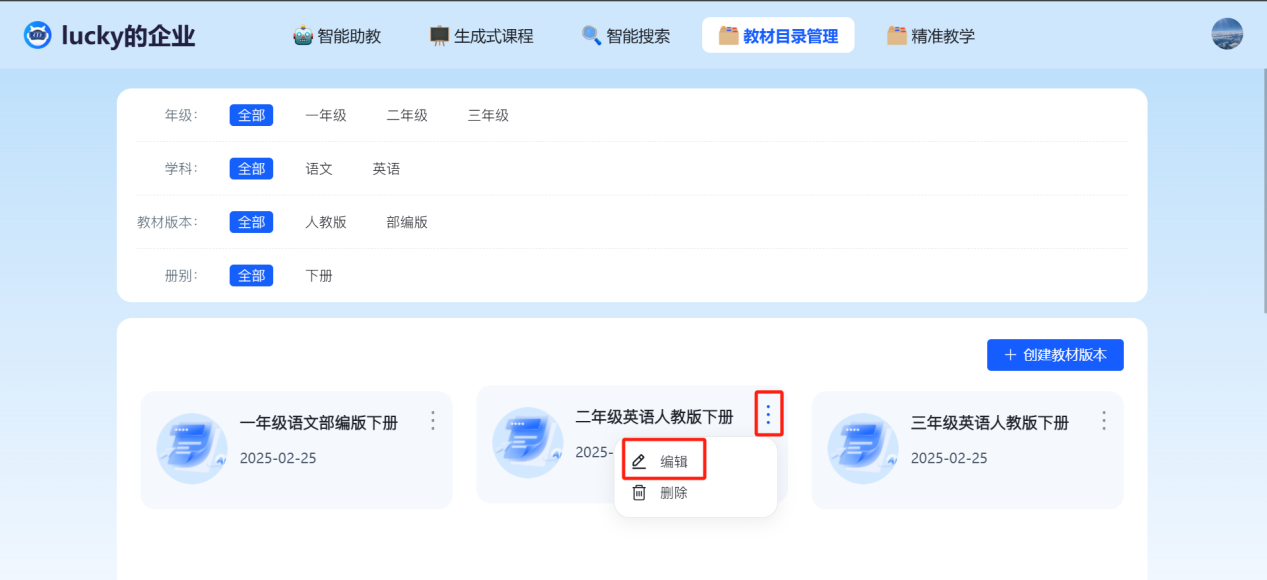 lucky的企业 智能助教 生成式课程 智能搜索 教材目录管理 精准教学
年级： 全部 一年级 二年级 三年级
学科： 全部 语文 英语
教材版本： 全部 人教版 部编版
册别： 全部 下册
＋ 创建教材版本
一年级语文部编版下册
2025-02-25
二年级英语人教版下册
2025-
编辑
删除
三年级英语人教版下册
2025-02-25